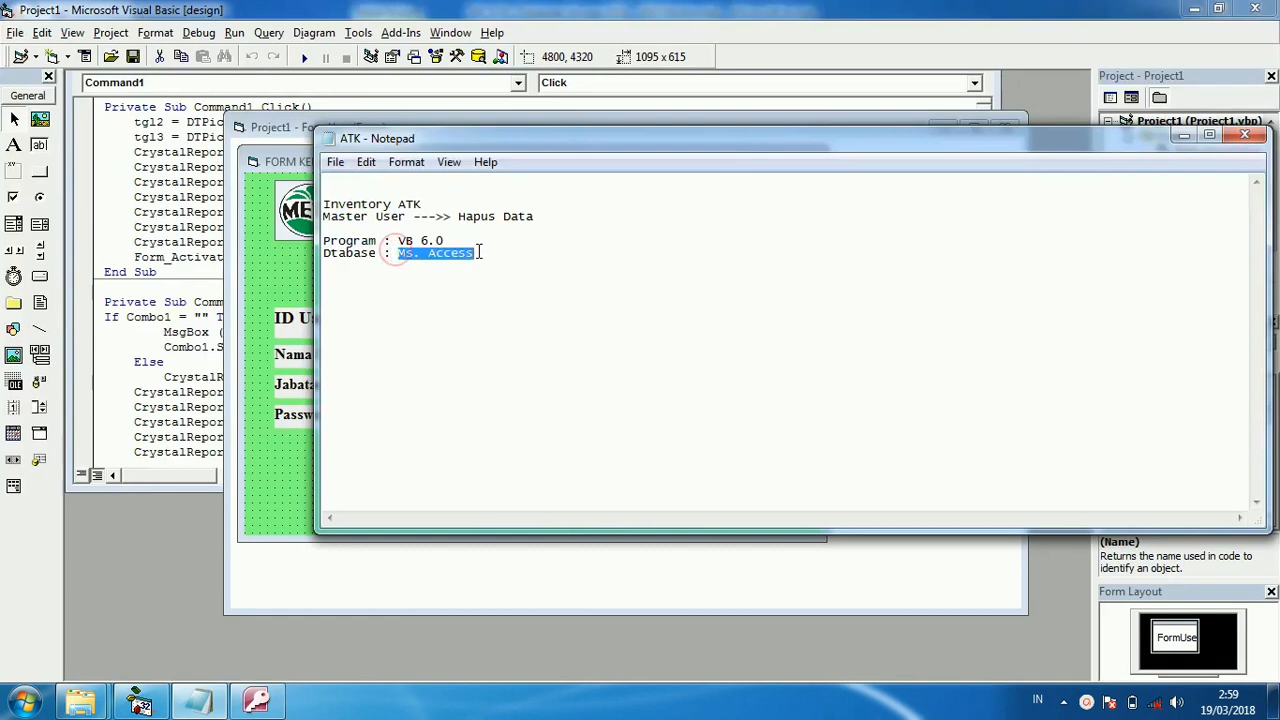 Project1 - Microsoft Visual Basic [design]
File Edit View Project Format Debug Run Query Diagram Tools Add-Ins Window Help
4800, 4320
1095 x 615
General
Command1
Click
Private Sub Command1_Click()
tgl2 = DTPic
tgl3 = DTPic
CrystalRepor
CrystalRepor
CrystalRepor
CrystalRepor
CrystalRepor
CrystalRepor
CrystalRepor
Form_Activat
End Sub
Private Sub Comm
If Combo1 = "" T
MsgBox (
Combo1.S
Else
CrystalR
CrystalRepor
CrystalRepor
CrystalRepor
CrystalRepor
CrystalRepor
FORM KE
ID U
Nama
Jabata
Passw
ATK - Notepad
File Edit Format View Help
Inventory ATK
Master User --->> Hapus Data
Program : VB 6.0
Dtabase : Ms. Access
Project - Project1
Project1 (Project1.vbp)
(Name)
Returns the name used in code to
identify an object.
Form Layout
FormUse
IN
2:59
19/03/2018